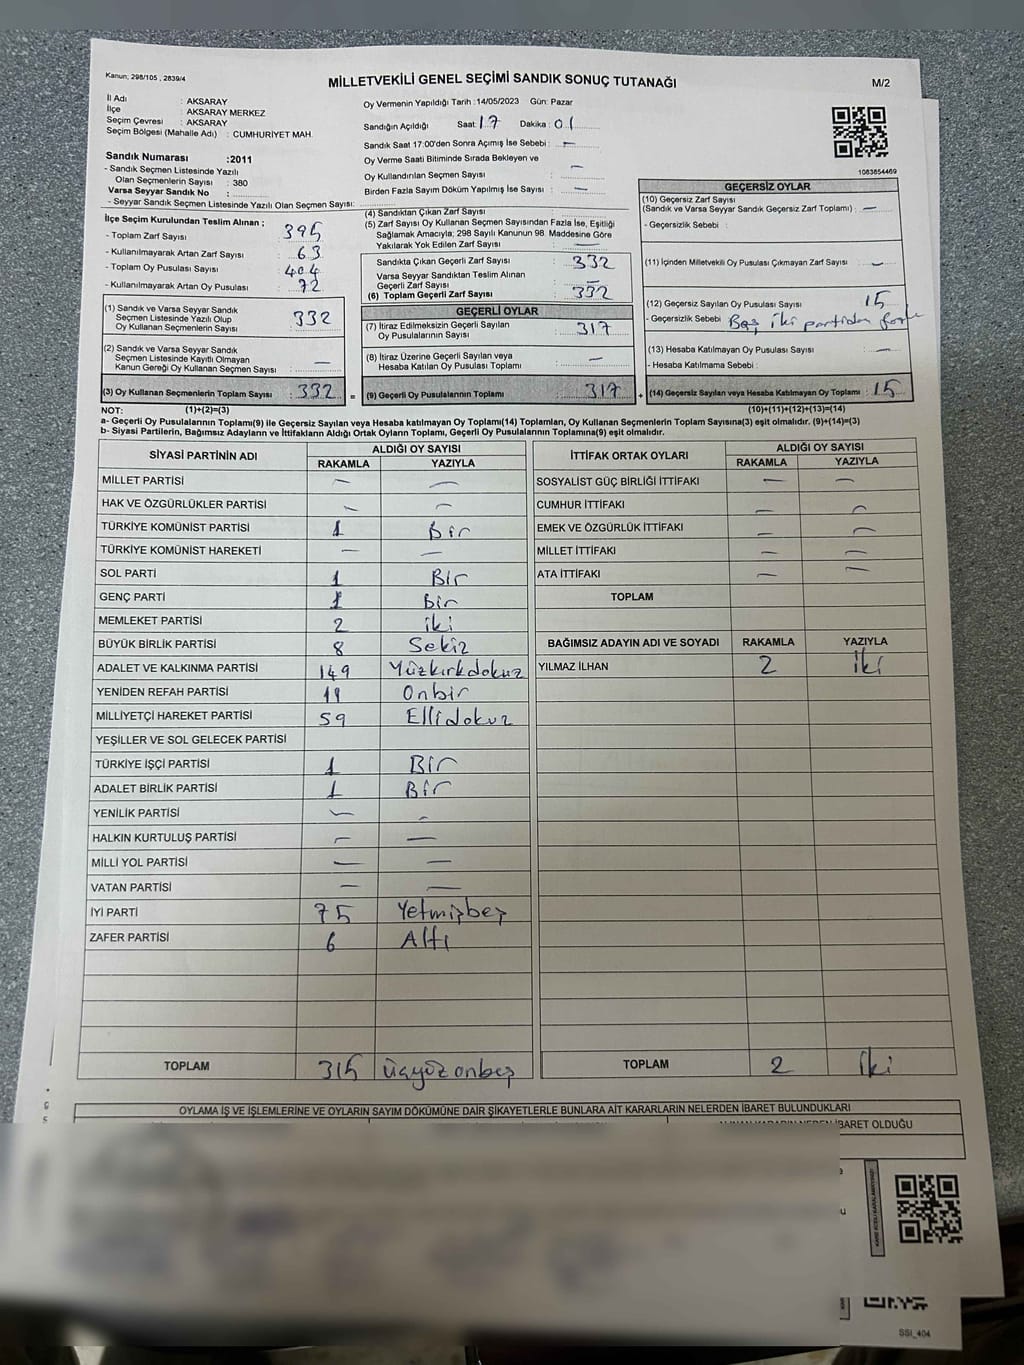 Kanun; 298/105 , 2839/4
MİLLETVEKİLİ GENEL SEÇİMİ SANDIK SONUÇ TUTANAĞI
M/2
İl Adı : AKSARAY
İlçe : AKSARAY MERKEZ
Seçim Çevresi : AKSARAY
Seçim Bölgesi (Mahalle Adı) : CUMHURİYET MAH.
Sandık Numarası :2011
- Sandık Seçmen Listesinde Yazılı
Olan Seçmenlerin Sayısı : 380
Varsa Seyyar Sandık No :
- Seyyar Sandık Seçmen Listesinde Yazılı Olan Seçmen Sayısı:
Oy Vermenin Yapıldığı Tarih :14/05/2023 Gün: Pazar
Sandığın Açıldığı Saat: 17 Dakika: 01
Sandık Saat 17:00'den Sonra Açımış İse Sebebi : —
Oy Verme Saati Bitiminde Sırada Bekleyen ve
Oy Kullandırılan Seçmen Sayısı : —
Birden Fazla Sayım Döküm Yapılmış İse Sayısı : —
1083854469
İlçe Seçim Kurulundan Teslim Alınan ;
- Toplam Zarf Sayısı : 395
- Kullanılmayarak Artan Zarf Sayısı : 63
- Toplam Oy Pusulası Sayısı : 404
- Kullanılmayarak Artan Oy Pusulası : 72
(1) Sandık ve Varsa Seyyar Sandık
Seçmen Listesinde Yazılı Olup
Oy Kullanan Seçmenlerin Sayısı : 332
(2) Sandık ve Varsa Seyyar Sandık
Seçmen Listesinde Kayıtlı Olmayan
Kanun Gereği Oy Kullanan Seçmen Sayısı : —
(3) Oy Kullanan Seçmenlerin Toplam Sayısı : 332 =
(4) Sandıktan Çıkan Zarf Sayısı :
(5) Zarf Sayısı Oy Kullanan Seçmen Sayısından Fazla İse, Eşitliği
Sağlamak Amacıyla; 298 Sayılı Kanunun 98. Maddesine Göre
Yakılarak Yok Edilen Zarf Sayısı : —
Sandıkta Çıkan Geçerli Zarf Sayısı : 332
Varsa Seyyar Sandıktan Teslim Alınan
Geçerli Zarf Sayısı : —
(6) Toplam Geçerli Zarf Sayısı : 332
GEÇERLİ OYLAR
(7) İtiraz Edilmeksizin Geçerli Sayılan
Oy Pusulalarının Sayısı : 317
(8) İtiraz Üzerine Geçerli Sayılan veya
Hesaba Katılan Oy Pusulası Toplamı : —
(9) Geçerli Oy Pusulalarının Toplamı : 317 +
GEÇERSİZ OYLAR
(10) Geçersiz Zarf Sayısı
(Sandık ve Varsa Seyyar Sandık Geçersiz Zarf Toplamı) : —
- Geçersizlik Sebebi :
(11) İçinden Milletvekili Oy Pusulası Çıkmayan Zarf Sayısı : —
(12) Geçersiz Sayılan Oy Pusulası Sayısı : 15
- Geçersizlik Sebebi : iki partiden
(13) Hesaba Katılmayan Oy Pusulası Sayısı : —
- Hesaba Katılmama Sebebi :
(14) Geçersiz Sayılan veya Hesaba Katılmayan Oy Toplamı : 15
NOT: (1)+(2)=(3) (10)+(11)+(12)+(13)=(14)
a- Geçerli Oy Pusulalarının Toplamı(9) ile Geçersiz Sayılan veya Hesaba katılmayan Oy Toplamı(14) Toplamları, Oy Kullanan Seçmenlerin Toplam Sayısına(3) eşit olmalıdır. (9)+(14)=(3)
b- Siyasi Partilerin, Bağımsız Adayların ve İttifakların Aldığı Ortak Oyların Toplamı, Geçerli Oy Pusulalarının Toplamına(9) eşit olmalıdır.
SİYASİ PARTİNİN ADI ALDIĞI OY SAYISI
RAKAMLA YAZIYLA
MİLLET PARTİSİ — —
HAK VE ÖZGÜRLÜKLER PARTİSİ — —
TÜRKİYE KOMÜNİST PARTİSİ 1 Bir
TÜRKİYE KOMÜNİST HAREKETİ — —
SOL PARTİ 1 Bir
GENÇ PARTİ 1 Bir
MEMLEKET PARTİSİ 2 iki
BÜYÜK BİRLİK PARTİSİ 8 Sekiz
ADALET VE KALKINMA PARTİSİ 149 Yüzkırkdokuz
YENİDEN REFAH PARTİSİ 11 Onbir
MİLLİYETÇİ HAREKET PARTİSİ 59 Ellidokuz
YEŞİLLER VE SOL GELECEK PARTİSİ
TÜRKİYE İŞÇİ PARTİSİ 1 Bir
ADALET BİRLİK PARTİSİ 1 Bir
YENİLİK PARTİSİ — —
HALKIN KURTULUŞ PARTİSİ — —
MİLLİ YOL PARTİSİ — —
VATAN PARTİSİ — —
İYİ PARTİ 75 Yetmişbeş
ZAFER PARTİSİ 6 Altı
TOPLAM 315 üçyüzonbeş
İTTİFAK ORTAK OYLARI ALDIĞI OY SAYISI
RAKAMLA YAZIYLA
SOSYALİST GÜÇ BİRLİĞİ İTTİFAKI — —
CUMHUR İTTİFAKI — —
EMEK VE ÖZGÜRLÜK İTTİFAKI — —
MİLLET İTTİFAKI — —
ATA İTTİFAKI — —
TOPLAM
BAĞIMSIZ ADAYIN ADI VE SOYADI RAKAMLA YAZIYLA
YILMAZ İLHAN 2 İki
TOPLAM 2 İki
OYLAMA İŞ VE İŞLEMLERİNE VE OYLARIN SAYIM DÖKÜMÜNE DAİR ŞİKAYETLERLE BUNLARA AİT KARARLARIN NELERDEN İBARET BULUNDUKLARI
İBARET OLDUĞU
SSI_404